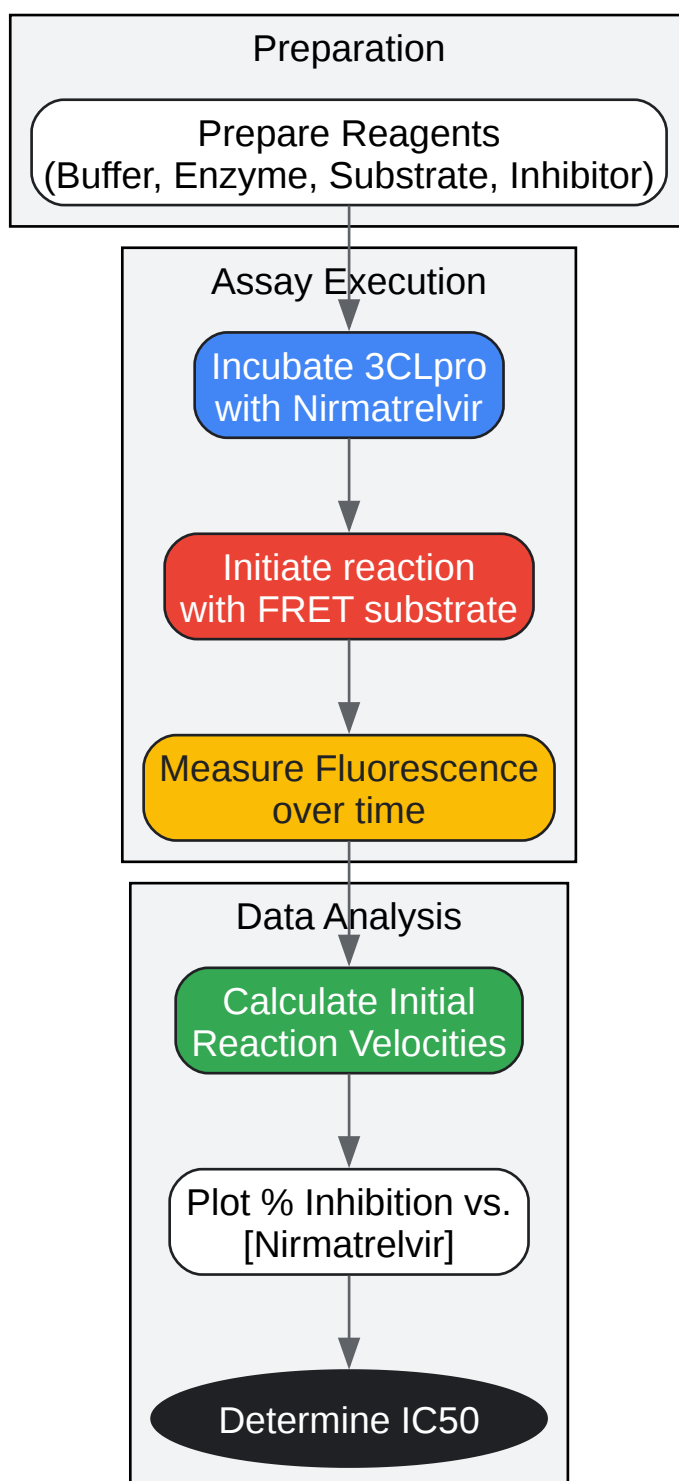 Preparation
Prepare Reagents
(Buffer, Enzyme, Substrate, Inhibitor)
Assay Execution
Incubate 3CLpro
with Nirmatrelvir
Initiate reaction
with FRET substrate
Measure Fluorescence
over time
Data Analysis
Calculate Initial
Reaction Velocities
Plot % Inhibition vs.
[Nirmatrelvir]
Determine IC50